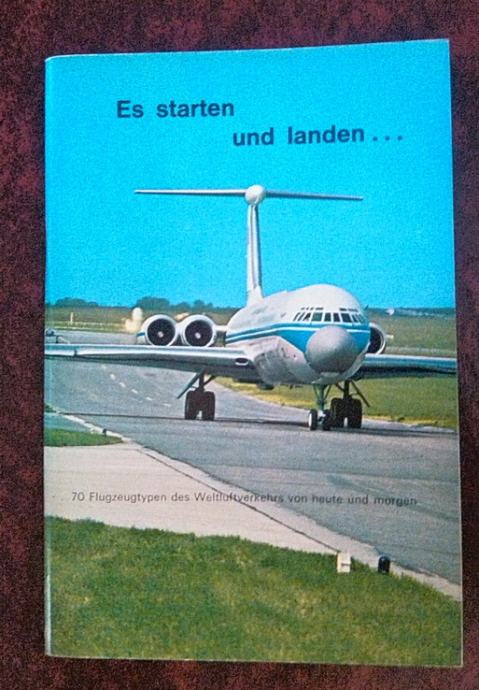 Es starten
und landen...
... 70 Flugzeugtypen des Weltluftverkehrs von heute und morgen